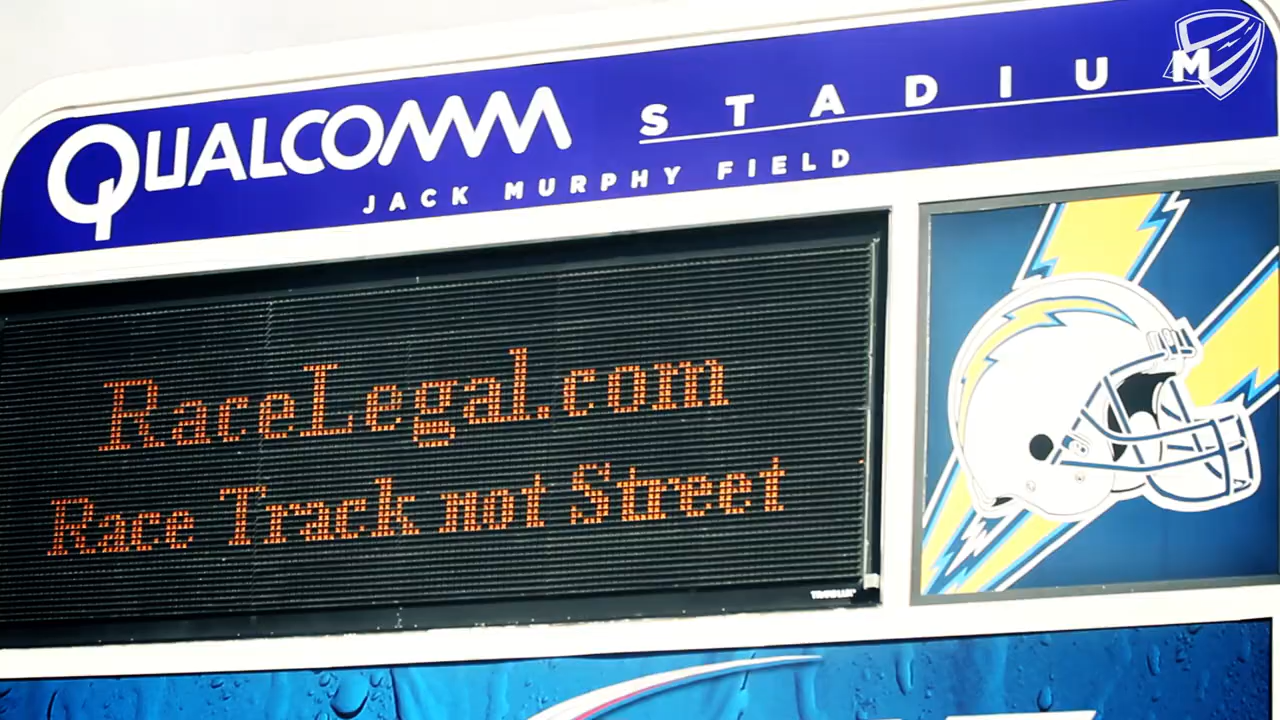 QUALCOMM STADIUM
JACK MURPHY FIELD
RaceLegal.com
Race Track not Street